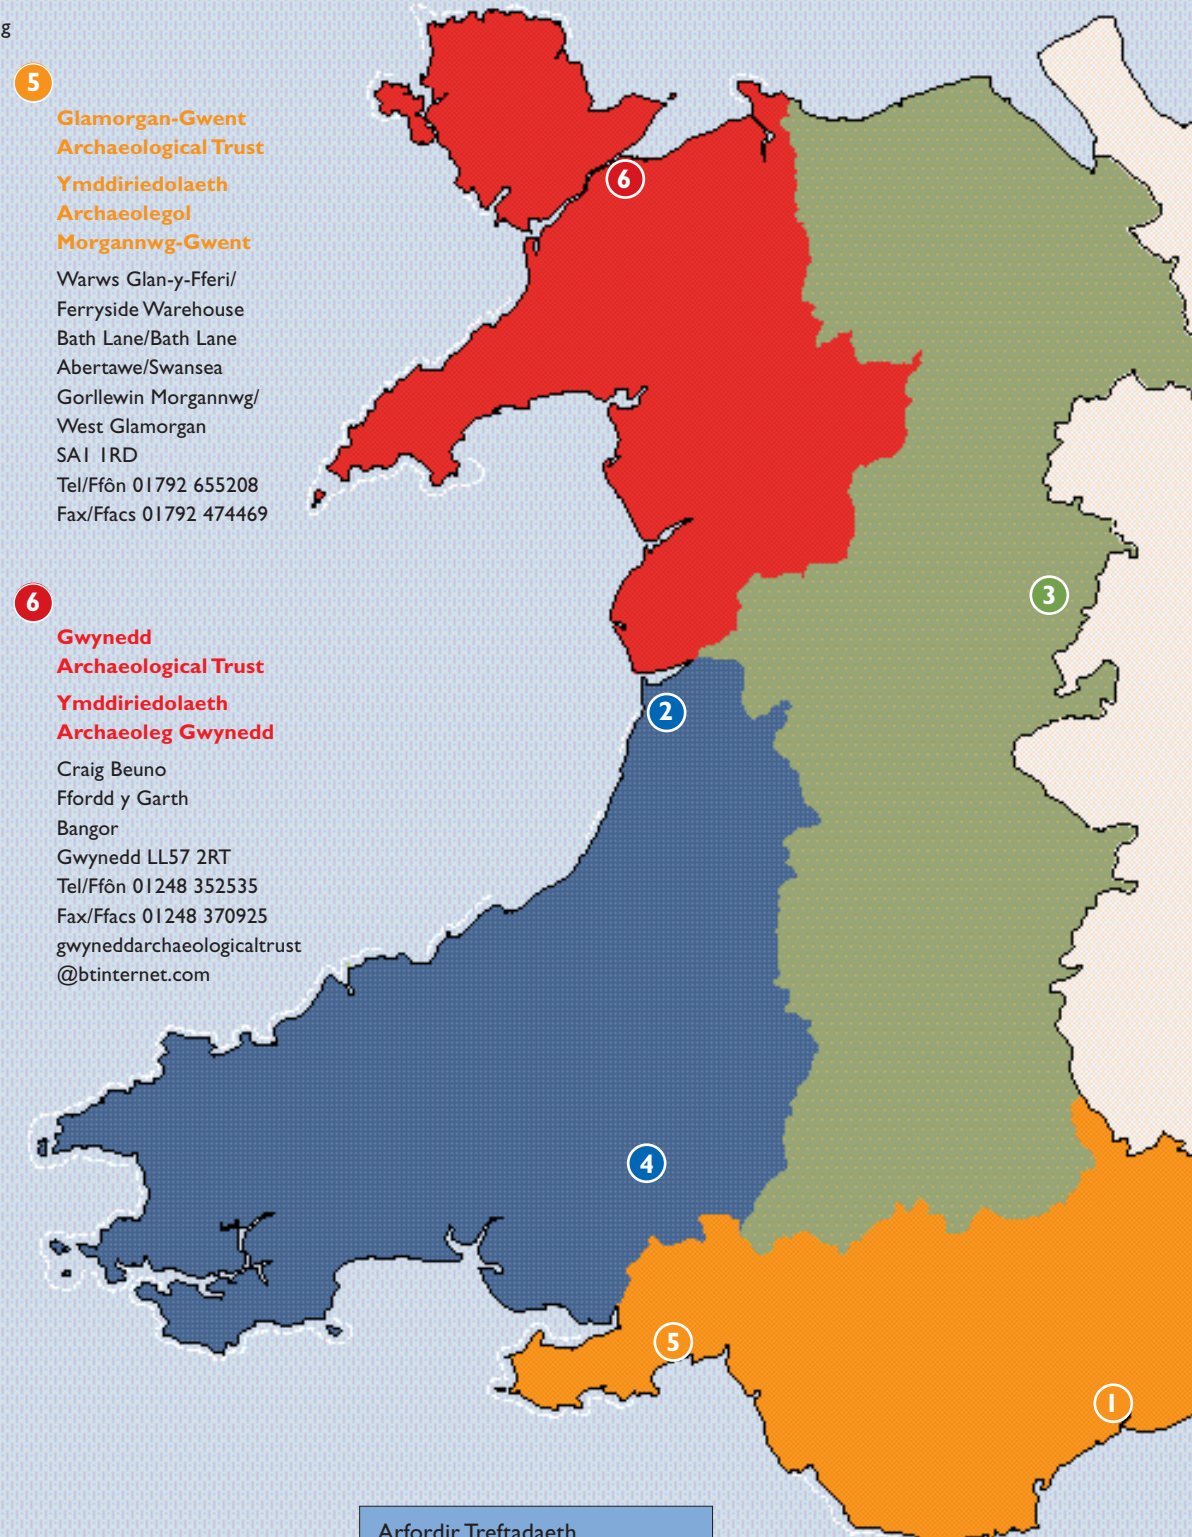 g
5
Glamorgan-Gwent
Archaeological Trust
Ymddiriedolaeth
Archaeolegol
Morgannwg-Gwent
Warws Glan-y-Fferi/
Ferryside Warehouse
Bath Lane/Bath Lane
Abertawe/Swansea
Gorllewin Morgannwg/
West Glamorgan
SA1 1RD
Tel/Ffôn 01792 655208
Fax/Ffacs 01792 474469
6
Gwynedd
Archaeological Trust
Ymddiriedolaeth
Archaeoleg Gwynedd
Craig Beuno
Ffordd y Garth
Bangor
Gwynedd LL57 2RT
Tel/Ffôn 01248 352535
Fax/Ffacs 01248 370925
gwyneddarchaeologicaltrust
@btinternet.com
6
3
2
4
5
1
Arfordir Treftadaeth